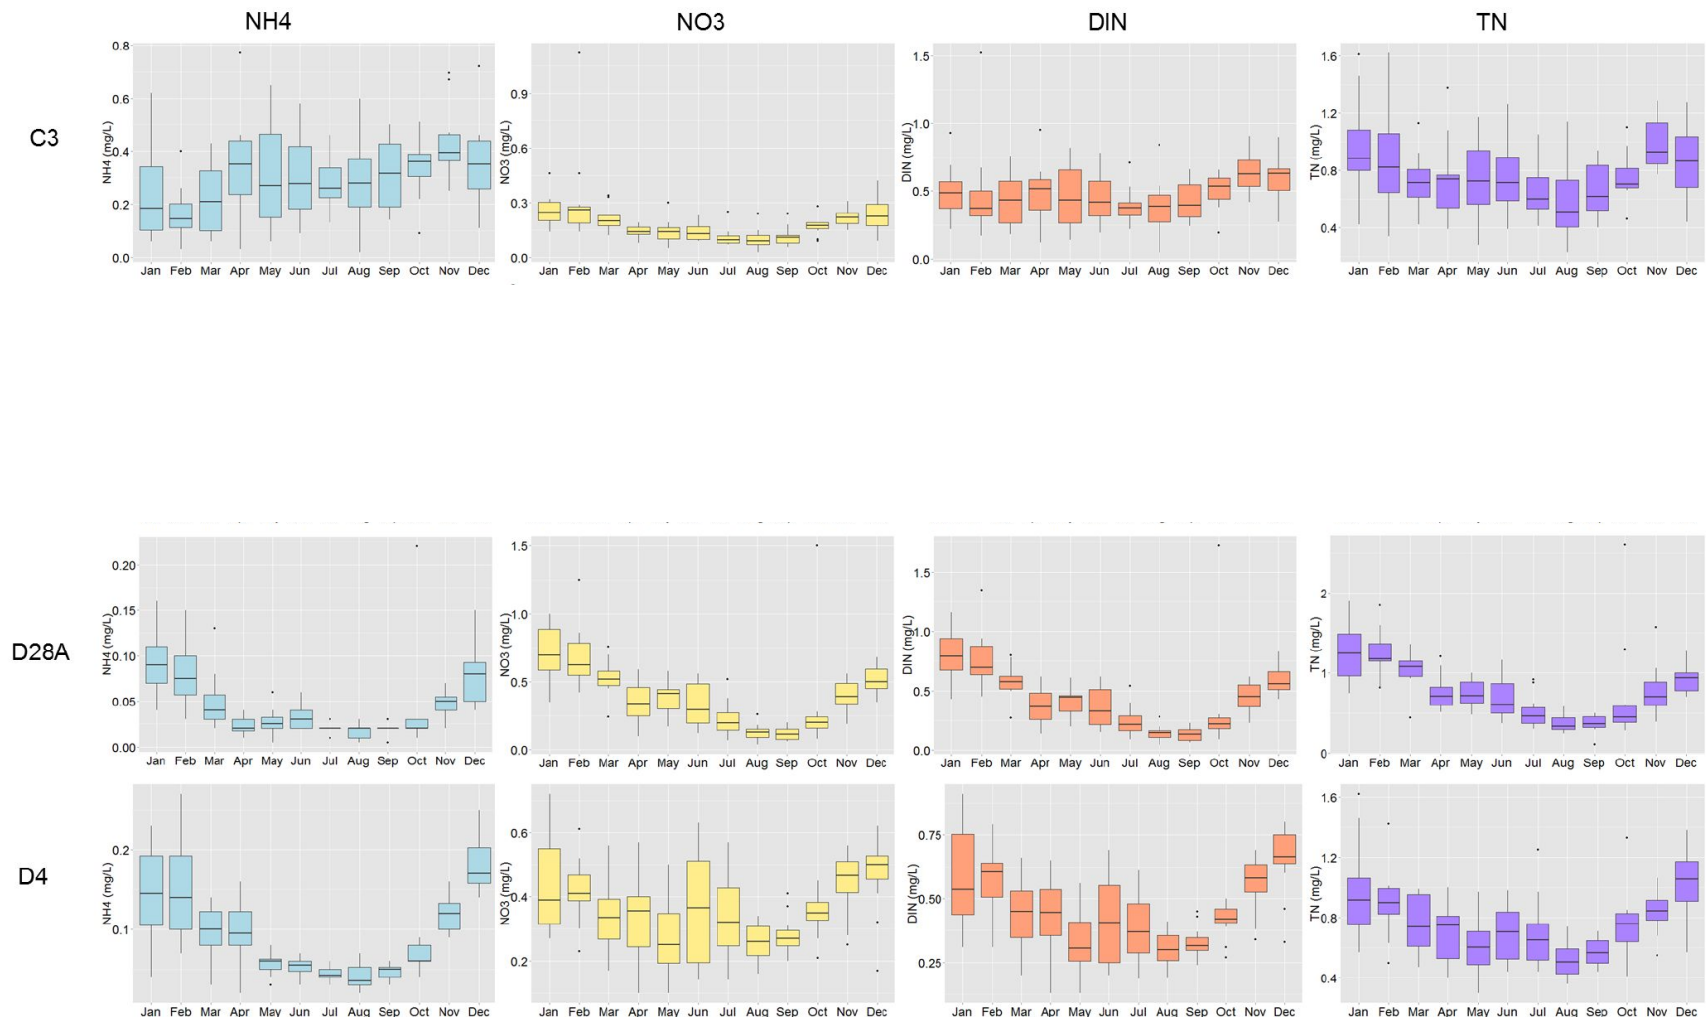 NH4 NO3 DIN TN
C3
NH4 (mg/L)
0.8
0.6
0.4
0.2
0.0
Jan Feb Mar Apr May Jun Jul Aug Sep Oct Nov Dec
NO3 (mg/L)
0.9
0.6
0.3
0.0
Jan Feb Mar Apr May Jun Jul Aug Sep Oct Nov Dec
DIN (mg/L)
1.5
1.0
0.5
0.0
Jan Feb Mar Apr May Jun Jul Aug Sep Oct Nov Dec
TN (mg/L)
1.6
1.2
0.8
0.4
Jan Feb Mar Apr May Jun Jul Aug Sep Oct Nov Dec
D28A
NH4 (mg/L)
0.20
0.15
0.10
0.05
0.00
Jan Feb Mar Apr May Jun Jul Aug Sep Oct Nov Dec
NO3 (mg/L)
1.5
1.0
0.5
0.0
Jan Feb Mar Apr May Jun Jul Aug Sep Oct Nov Dec
DIN (mg/L)
1.5
1.0
0.5
0.0
Jan Feb Mar Apr May Jun Jul Aug Sep Oct Nov Dec
TN (mg/L)
2
1
0
Jan Feb Mar Apr May Jun Jul Aug Sep Oct Nov Dec
D4
NH4 (mg/L)
0.2
0.1
Jan Feb Mar Apr May Jun Jul Aug Sep Oct Nov Dec
NO3 (mg/L)
0.6
0.4
0.2
Jan Feb Mar Apr May Jun Jul Aug Sep Oct Nov Dec
DIN (mg/L)
0.75
0.50
0.25
Jan Feb Mar Apr May Jun Jul Aug Sep Oct Nov Dec
TN (mg/L)
1.6
1.2
0.8
0.4
Jan Feb Mar Apr May Jun Jul Aug Sep Oct Nov Dec